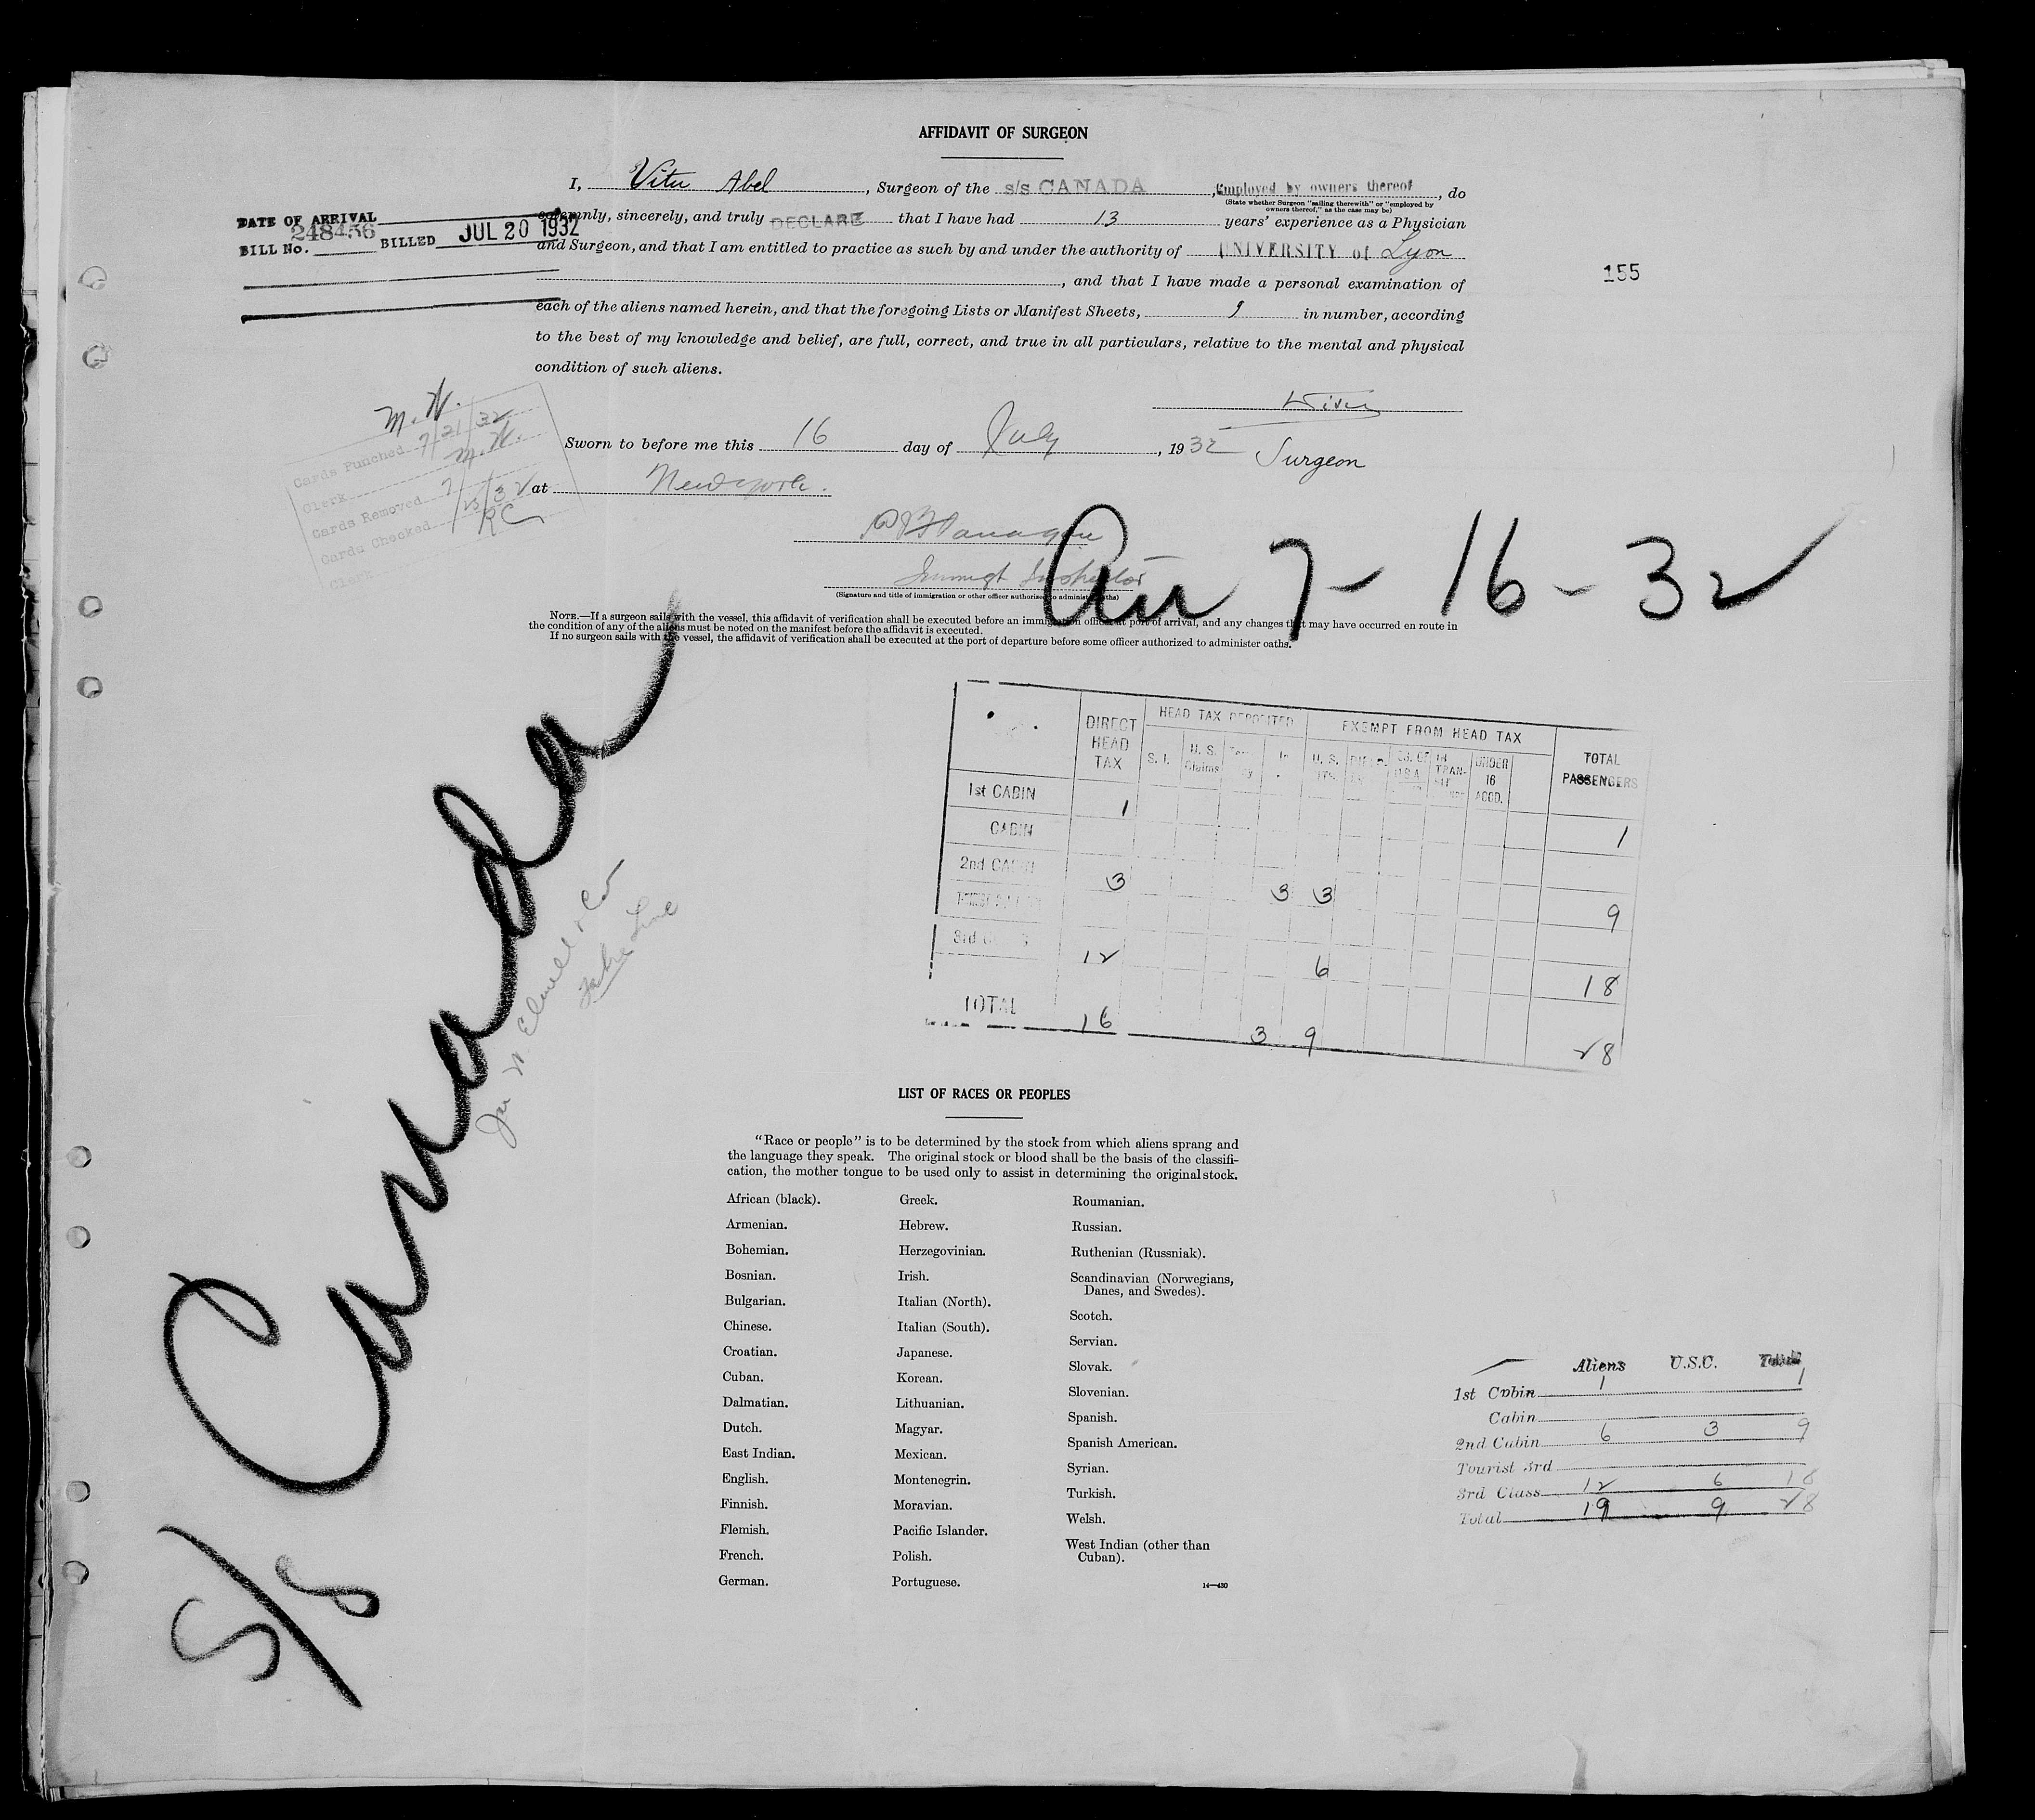 AFFIDAVIT OF SURGEON
I, Vitu Abel, Surgeon of the s/s CANADA, Employed by owners thereof, do
(State whether Surgeon "sailing therewith" or "employed by
owners thereof," as the case may be)
solemnly, sincerely, and truly DECLARE that I have had 13 years' experience as a Physician
and Surgeon, and that I am entitled to practice as such by and under the authority of UNIVERSITY of Lyon
, and that I have made a personal examination of
each of the aliens named herein, and that the foregoing Lists or Manifest Sheets, 9 in number, according
to the best of my knowledge and belief, are full, correct, and true in all particulars, relative to the mental and physical
condition of such aliens.
DATE OF ARRIVAL
248456
BILL No. BILLED JUL 20 1932
155
M. W.
Cards Punched 7/21/32
Clerk M. W.
Cards Removed 7/25/32
Cards Checked RC
Clerk
Sworn to before me this 16 day of July, 1932
Surgeon
at New York.
Immigt Inspector
(Signature and title of immigration or other officer authorized to administer oaths)
Arr 7-16-32
NOTE.—If a surgeon sails with the vessel, this affidavit of verification shall be executed before an immigration officer at port of arrival, and any changes that may have occurred en route in
the condition of any of the aliens must be noted on the manifest before the affidavit is executed.
If no surgeon sails with the vessel, the affidavit of verification shall be executed at the port of departure before some officer authorized to administer oaths.
S/S Canada
Jas W Elwell & Co
Fabre Line
DIRECT HEAD TAX
HEAD TAX DEPOSITED
EXEMPT FROM HEAD TAX
TOTAL PASSENGERS
S. I. U. S. Claims
U. S. IN TRAN-SIT UNDER 16 ACCD.
1st CABIN 1 1
CABIN
2nd CABIN 3 3 3 9
3rd 12 6 18
TOTAL 16 3 9 28
LIST OF RACES OR PEOPLES
"Race or people" is to be determined by the stock from which aliens sprang and
the language they speak. The original stock or blood shall be the basis of the classifi-
cation, the mother tongue to be used only to assist in determining the original stock.
African (black).
Armenian.
Bohemian.
Bosnian.
Bulgarian.
Chinese.
Croatian.
Cuban.
Dalmatian.
Dutch.
East Indian.
English.
Finnish.
Flemish.
French.
German.
Greek.
Hebrew.
Herzegovinian.
Irish.
Italian (North).
Italian (South).
Japanese.
Korean.
Lithuanian.
Magyar.
Mexican.
Montenegrin.
Moravian.
Pacific Islander.
Polish.
Portuguese.
Roumanian.
Russian.
Ruthenian (Russniak).
Scandinavian (Norwegians,
Danes, and Swedes).
Scotch.
Servian.
Slovak.
Slovenian.
Spanish.
Spanish American.
Syrian.
Turkish.
Welsh.
West Indian (other than
Cuban).
14—430
Aliens U.S.C. Total
1st Cabin 1 1
Cabin
2nd Cabin 6 3 9
Tourist 3rd
3rd Class 12 6 18
Total 19 9 28